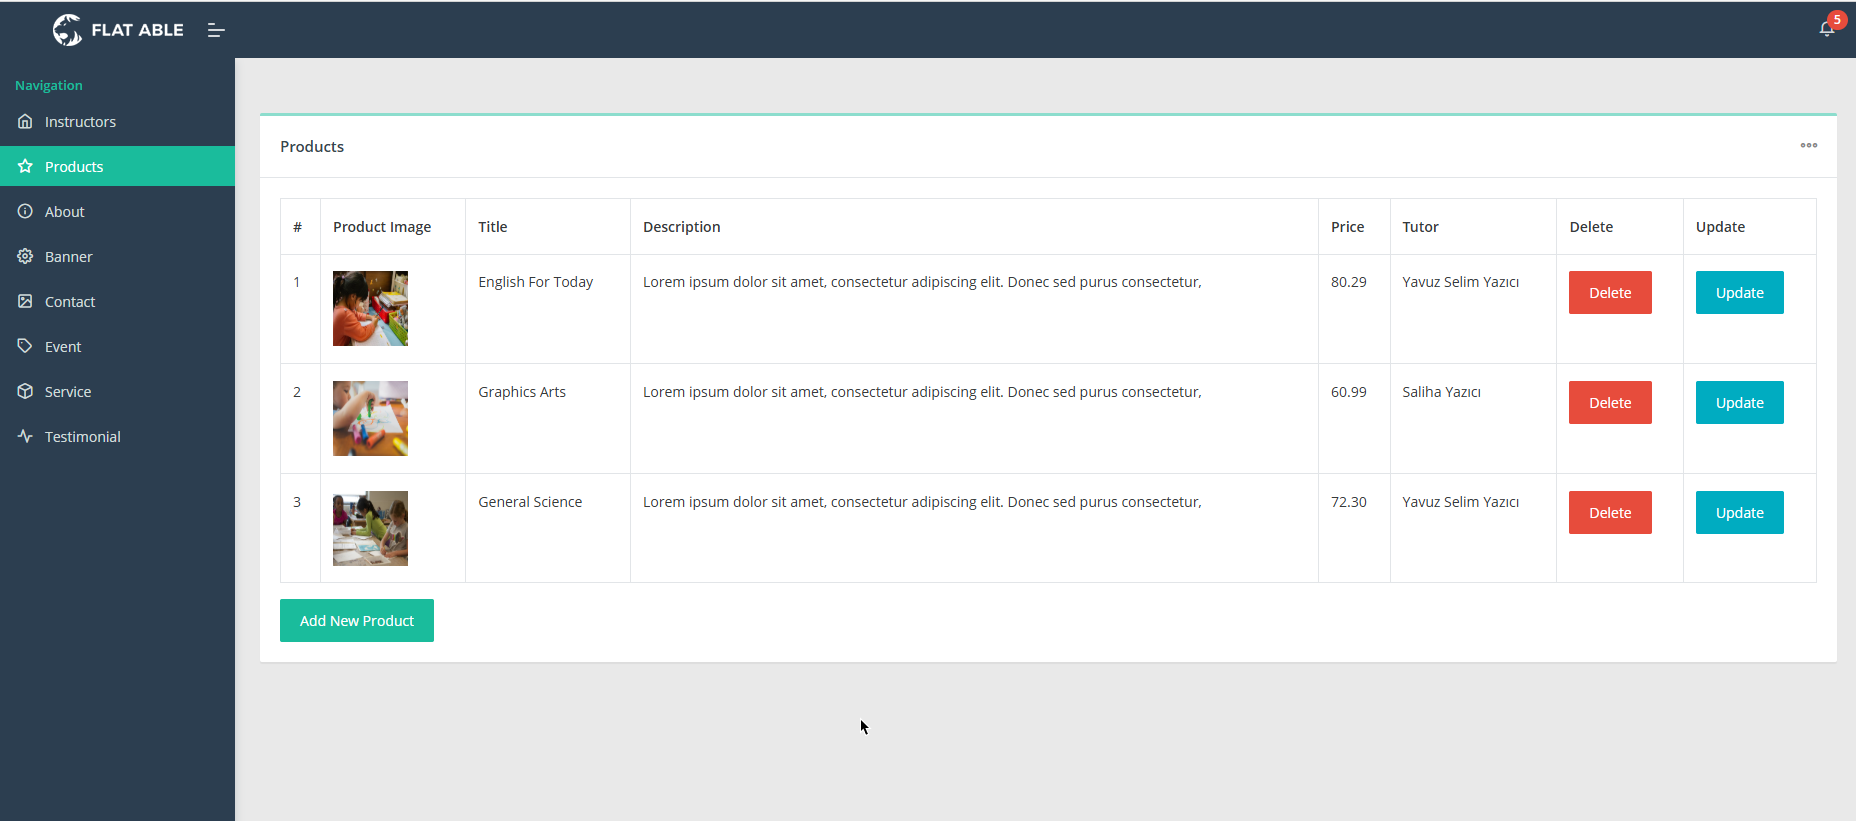 FLAT ABLE
5
Navigation
Instructors
Products
About
Banner
Contact
Event
Service
Testimonial
Products
# Product Image Title Description Price Tutor Delete Update
1 English For Today Lorem ipsum dolor sit amet, consectetur adipiscing elit. Donec sed purus consectetur, 80.29 Yavuz Selim Yazıcı Delete Update
2 Graphics Arts Lorem ipsum dolor sit amet, consectetur adipiscing elit. Donec sed purus consectetur, 60.99 Saliha Yazıcı Delete Update
3 General Science Lorem ipsum dolor sit amet, consectetur adipiscing elit. Donec sed purus consectetur, 72.30 Yavuz Selim Yazıcı Delete Update
Add New Product